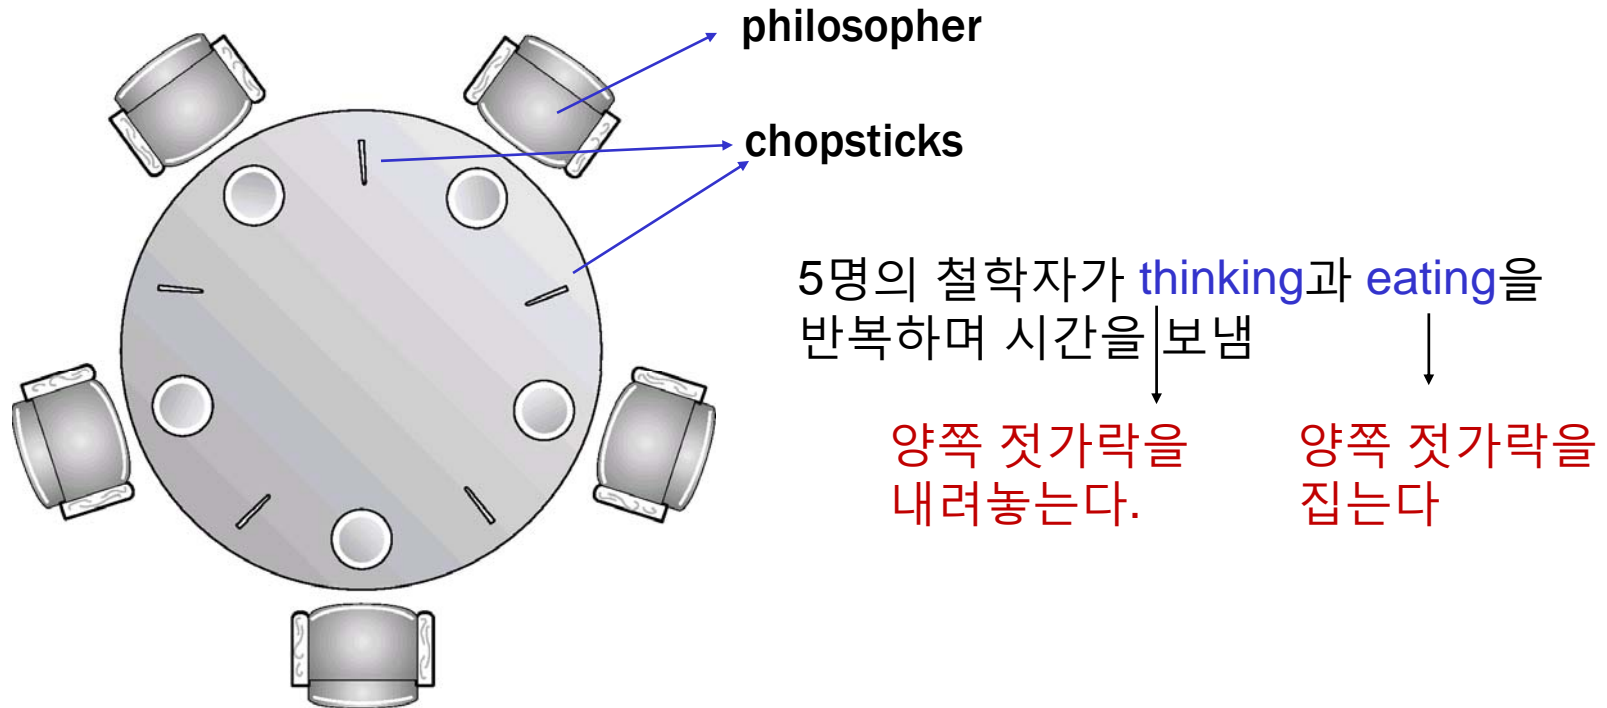 philosopher
chopsticks
5명의 철학자가 thinking과 eating을
반복하며 시간을 보냄
양쪽 젓가락을
내려놓는다.
양쪽 젓가락을
집는다